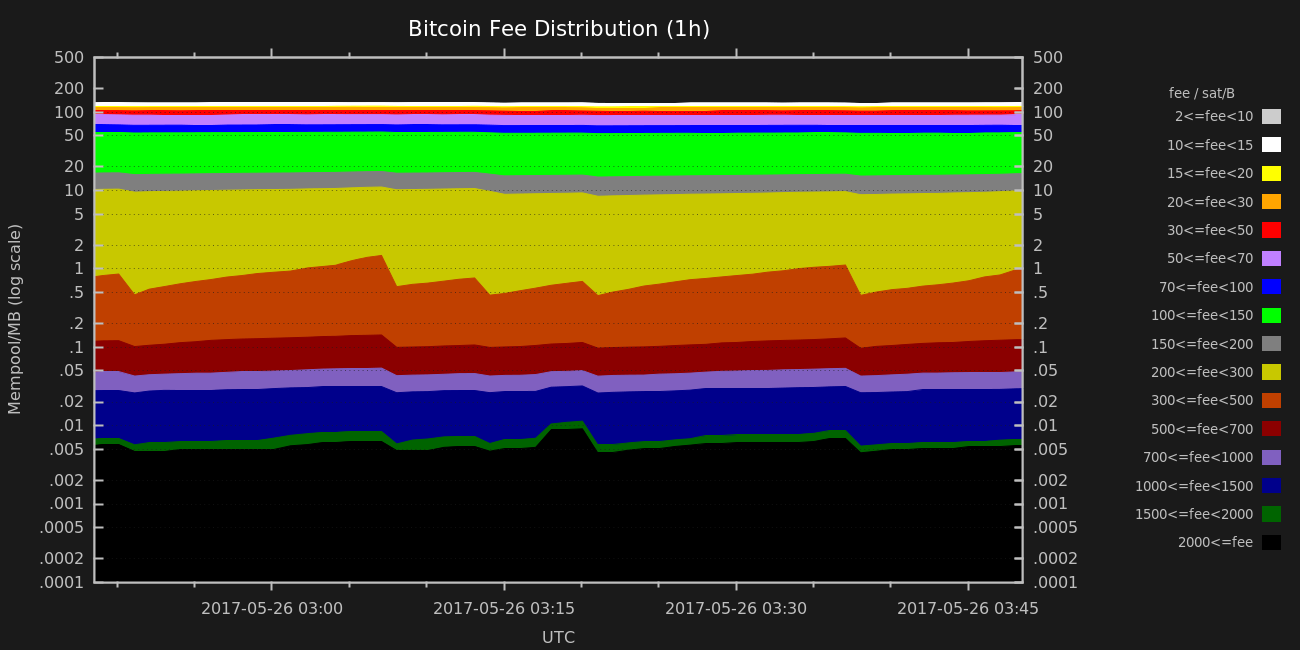 Bitcoin Fee Distribution (1h)
500
200
100
50
20
10
5
2
1
.5
.2
.1
.05
.02
.01
.005
.002
.001
.0005
.0002
.0001
Mempool/MB (log scale)
500
200
100
50
20
10
5
2
1
.5
.2
.1
.05
.02
.01
.005
.002
.001
.0005
.0002
.0001
2017-05-26 03:00 2017-05-26 03:15 2017-05-26 03:30 2017-05-26 03:45
UTC
fee / sat/B
2<=fee<10
10<=fee<15
15<=fee<20
20<=fee<30
30<=fee<50
50<=fee<70
70<=fee<100
100<=fee<150
150<=fee<200
200<=fee<300
300<=fee<500
500<=fee<700
700<=fee<1000
1000<=fee<1500
1500<=fee<2000
2000<=fee